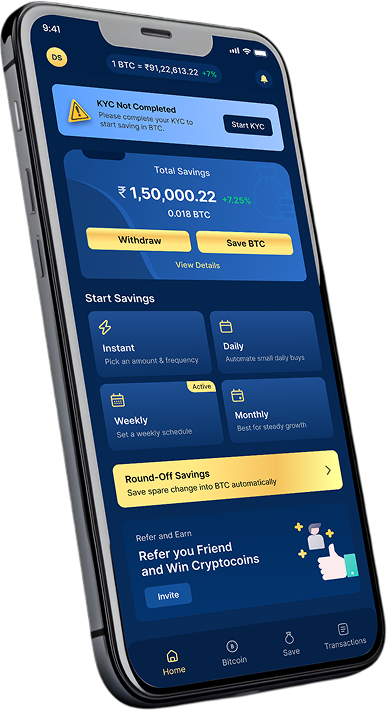 9:41
DS
1 BTC = ₹91,22,613.22 +7%
KYC Not Completed
Please complete your KYC to
start saving in BTC.
Start KYC
Total Savings
₹ 1,50,000.22 +7.25%
0.018 BTC
Withdraw
Save BTC
View Details
Start Savings
Instant
Pick an amount & frequency
Daily
Automate small daily buys
Active
Weekly
Set a weekly schedule
Monthly
Best for steady growth
Round-Off Savings
Save spare change into BTC automatically
Refer and Earn
Refer you Friend
and Win Cryptocoins
Invite
Home
Bitcoin
Save
Transactions